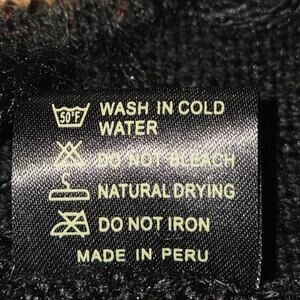 50°F WASH IN COLD
WATER
DO NOT BLEACH
NATURAL DRYING
DO NOT IRON
MADE IN PERU